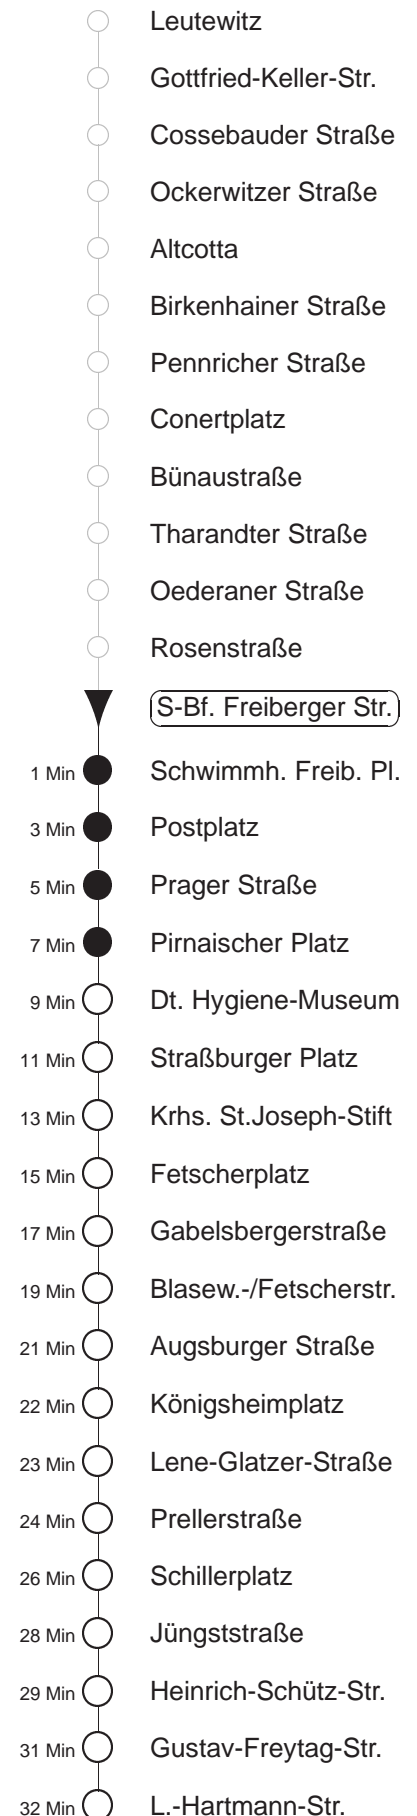 Leutewitz
Gottfried-Keller-Str.
Cossebauder Straße
Ockerwitzer Straße
Altcotta
Birkenhainer Straße
Pennricher Straße
Conertplatz
Bünaustraße
Tharandter Straße
Oederaner Straße
Rosenstraße
S-Bf. Freiberger Str.
1 Min Schwimmh. Freib. Pl.
3 Min Postplatz
5 Min Prager Straße
7 Min Pirnaischer Platz
9 Min Dt. Hygiene-Museum
11 Min Straßburger Platz
13 Min Krhs. St.Joseph-Stift
15 Min Fetscherplatz
17 Min Gabelsbergerstraße
19 Min Blasew.-/Fetscherstr.
21 Min Augsburger Straße
22 Min Königsheimplatz
23 Min Lene-Glatzer-Straße
24 Min Prellerstraße
26 Min Schillerplatz
28 Min Jüngststraße
29 Min Heinrich-Schütz-Str.
31 Min Gustav-Freytag-Str.
32 Min L.-Hartmann-Str.